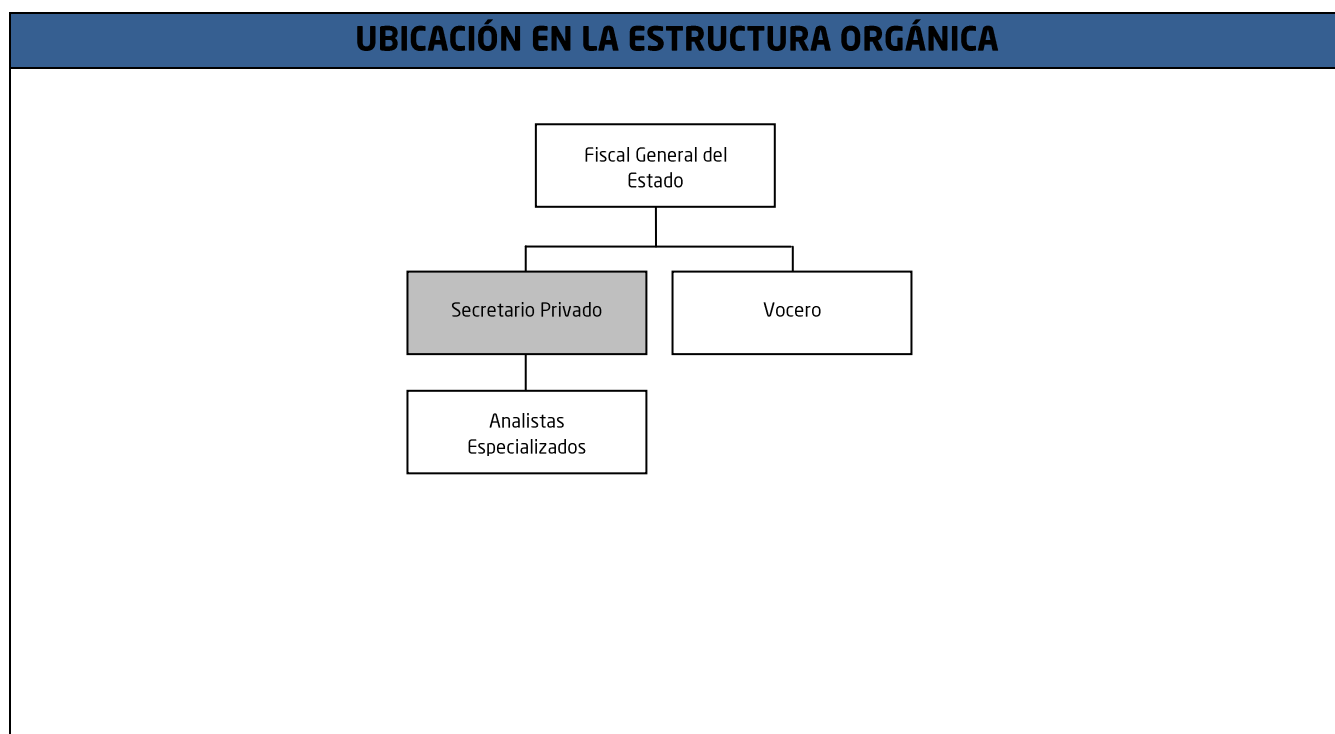 UBICACIÓN EN LA ESTRUCTURA ORGÁNICA
Fiscal General del
Estado
Secretario Privado
Vocero
Analistas
Especializados